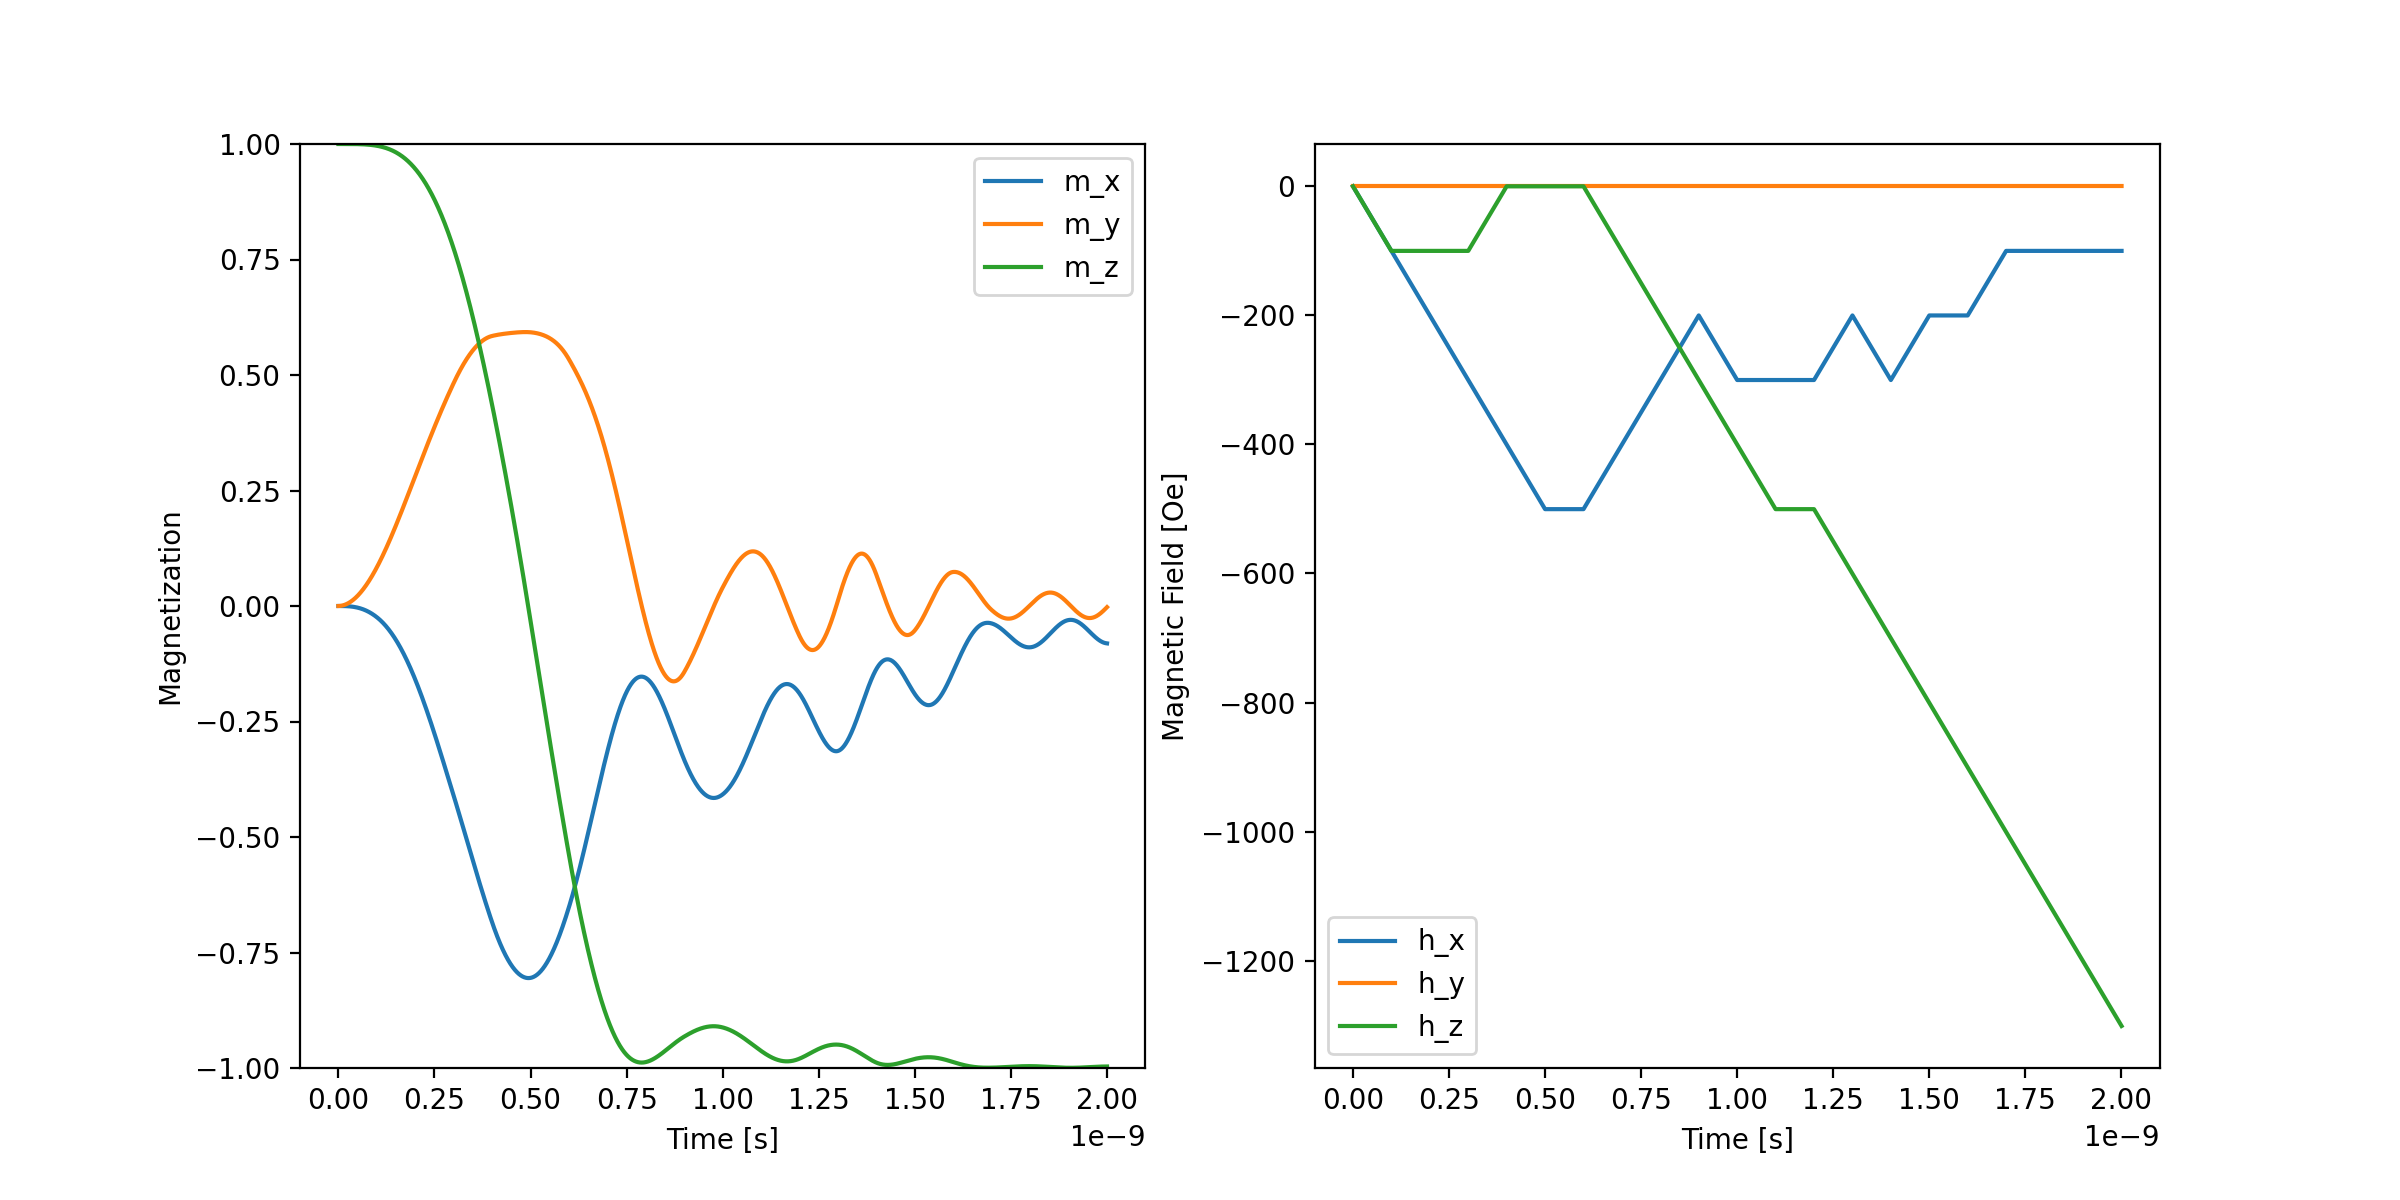 1.00
0.75
0.50
0.25
0.00
−0.25
−0.50
−0.75
−1.00
Magnetization
m_x
m_y
m_z
0.00 0.25 0.50 0.75 1.00 1.25 1.50 1.75 2.00
Time [s]
1e−9
0
−200
−400
−600
−800
−1000
−1200
Magnetic Field [Oe]
h_x
h_y
h_z
0.00 0.25 0.50 0.75 1.00 1.25 1.50 1.75 2.00
Time [s]
1e−9